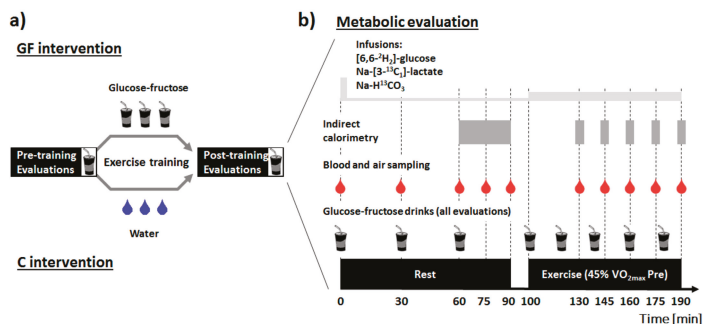 a)
GF intervention
Glucose-fructose
Pre-training
Evaluations
Exercise training
Post-training
Evaluations
Water
C intervention
b)
Metabolic evaluation
Infusions:
[6,6-²H₂]-glucose
Na-[3-¹³C₁]-lactate
Na-H¹³CO₃
Indirect
calorimetry
Blood and air sampling
Glucose-fructose drinks (all evaluations)
Rest
Exercise (45% VO₂max Pre)
0 30 60 75 90 100 130 145 160 175 190
Time [min]